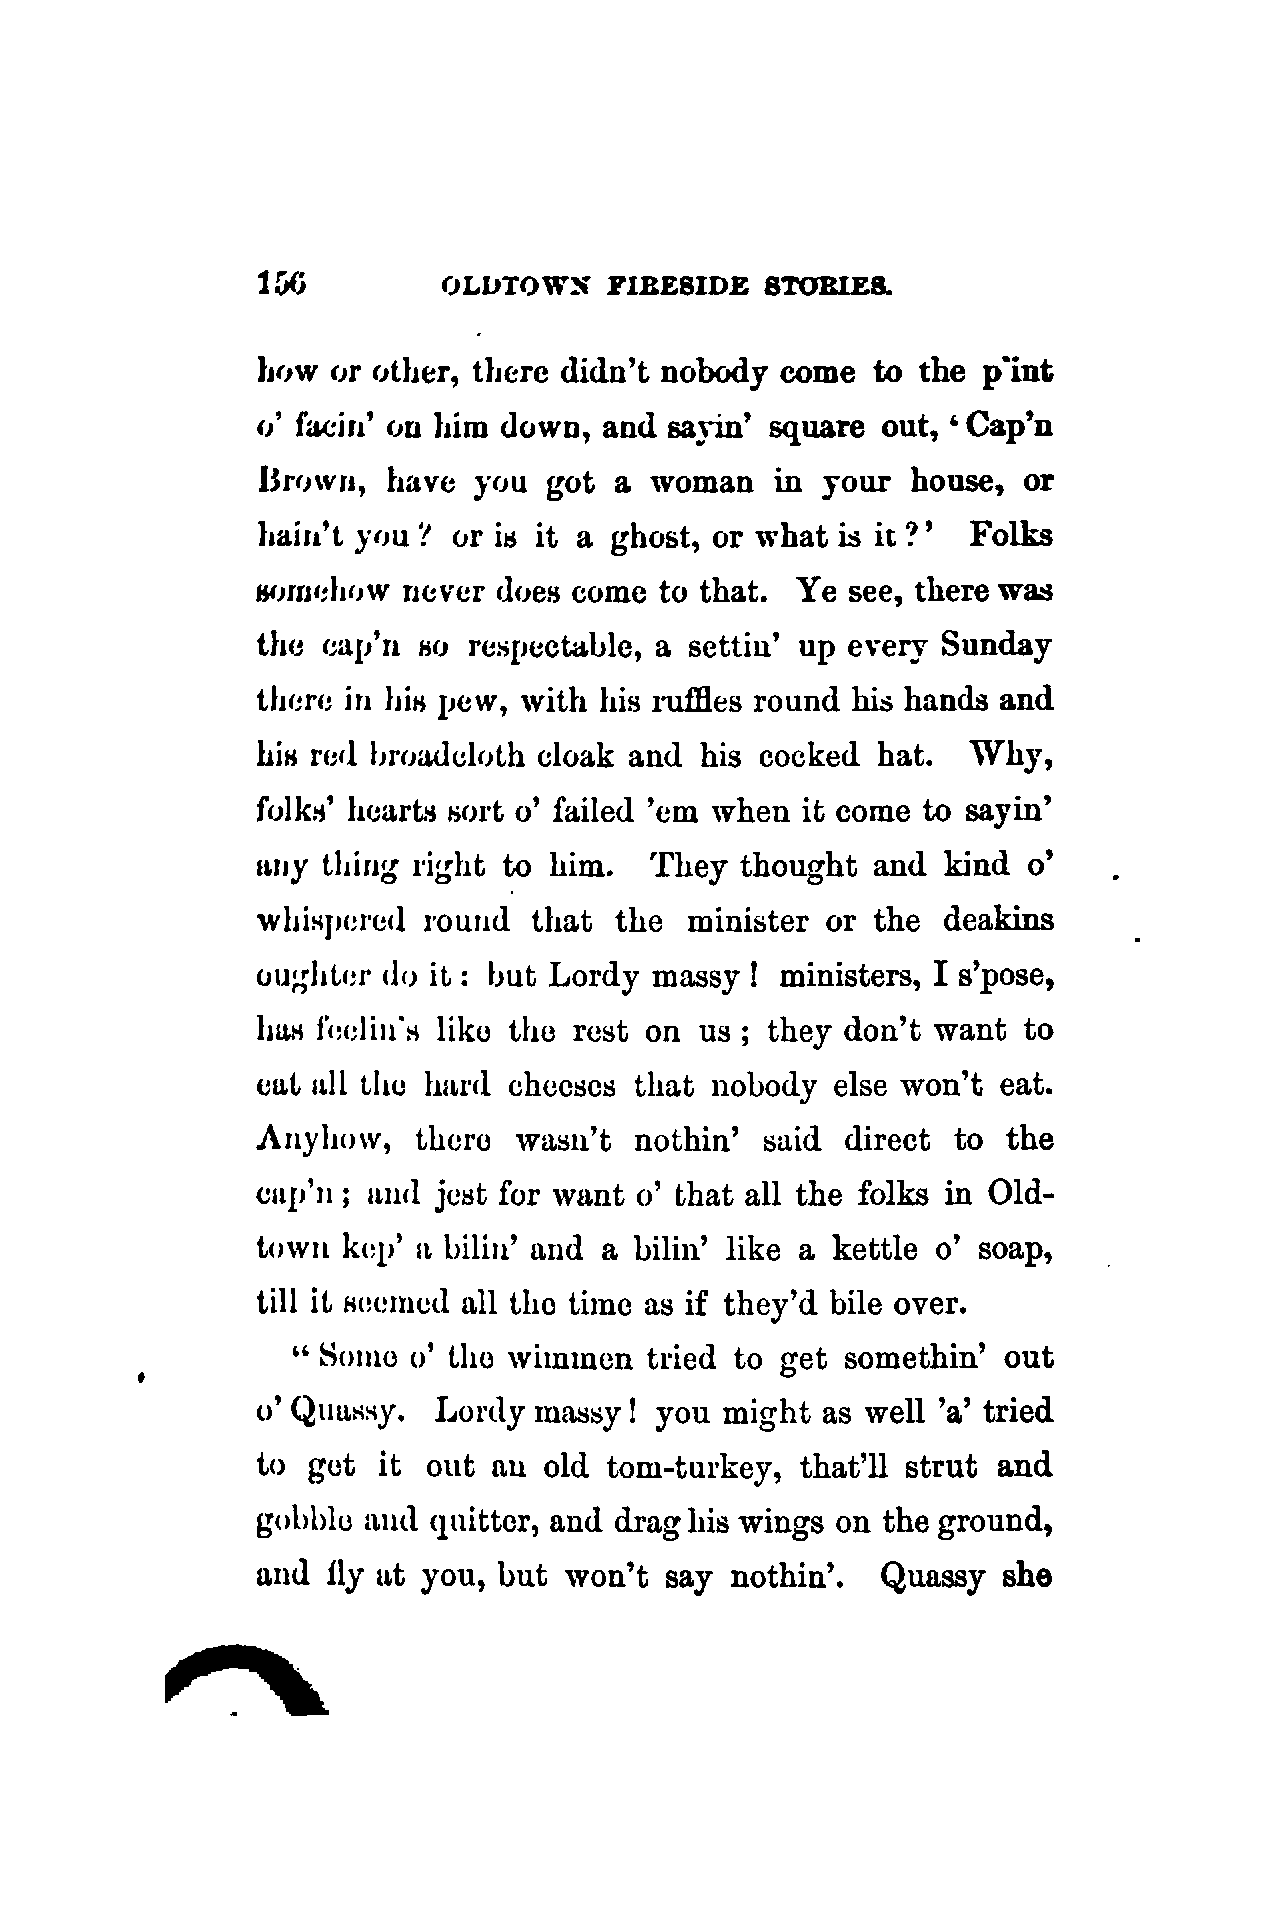 156 OLDTOWN FIRESIDE STORIES.
how or other, there didn't nobody come to the p'int
o' facin' on him down, and sayin' square out, ‘Cap'n
Brown, have you got a woman in your house, or
hain't you? or is it a ghost, or what is it?’ Folks
somehow never does come to that. Ye see, there was
the cap'n so respectable, a settin' up every Sunday
there in his pew, with his ruffles round his hands and
his red broadcloth cloak and his cocked hat. Why,
folks' hearts sort o' failed 'em when it come to sayin'
any thing right to him. They thought and kind o'
whispered round that the minister or the deakins
oughter do it: but Lordy massy! ministers, I s'pose,
has feelin's like the rest on us; they don't want to
eat all the hard cheeses that nobody else won't eat.
Anyhow, there wasn't nothin' said direct to the
cap'n; and jest for want o' that all the folks in Old-
town kep' a bilin' and a bilin' like a kettle o' soap,
till it seemed all the time as if they'd bile over.
“Some o' the wimmen tried to get somethin' out
o' Quassy. Lordy massy! you might as well 'a' tried
to get it out an old tom-turkey, that'll strut and
gobble and quitter, and drag his wings on the ground,
and fly at you, but won't say nothin'. Quassy she